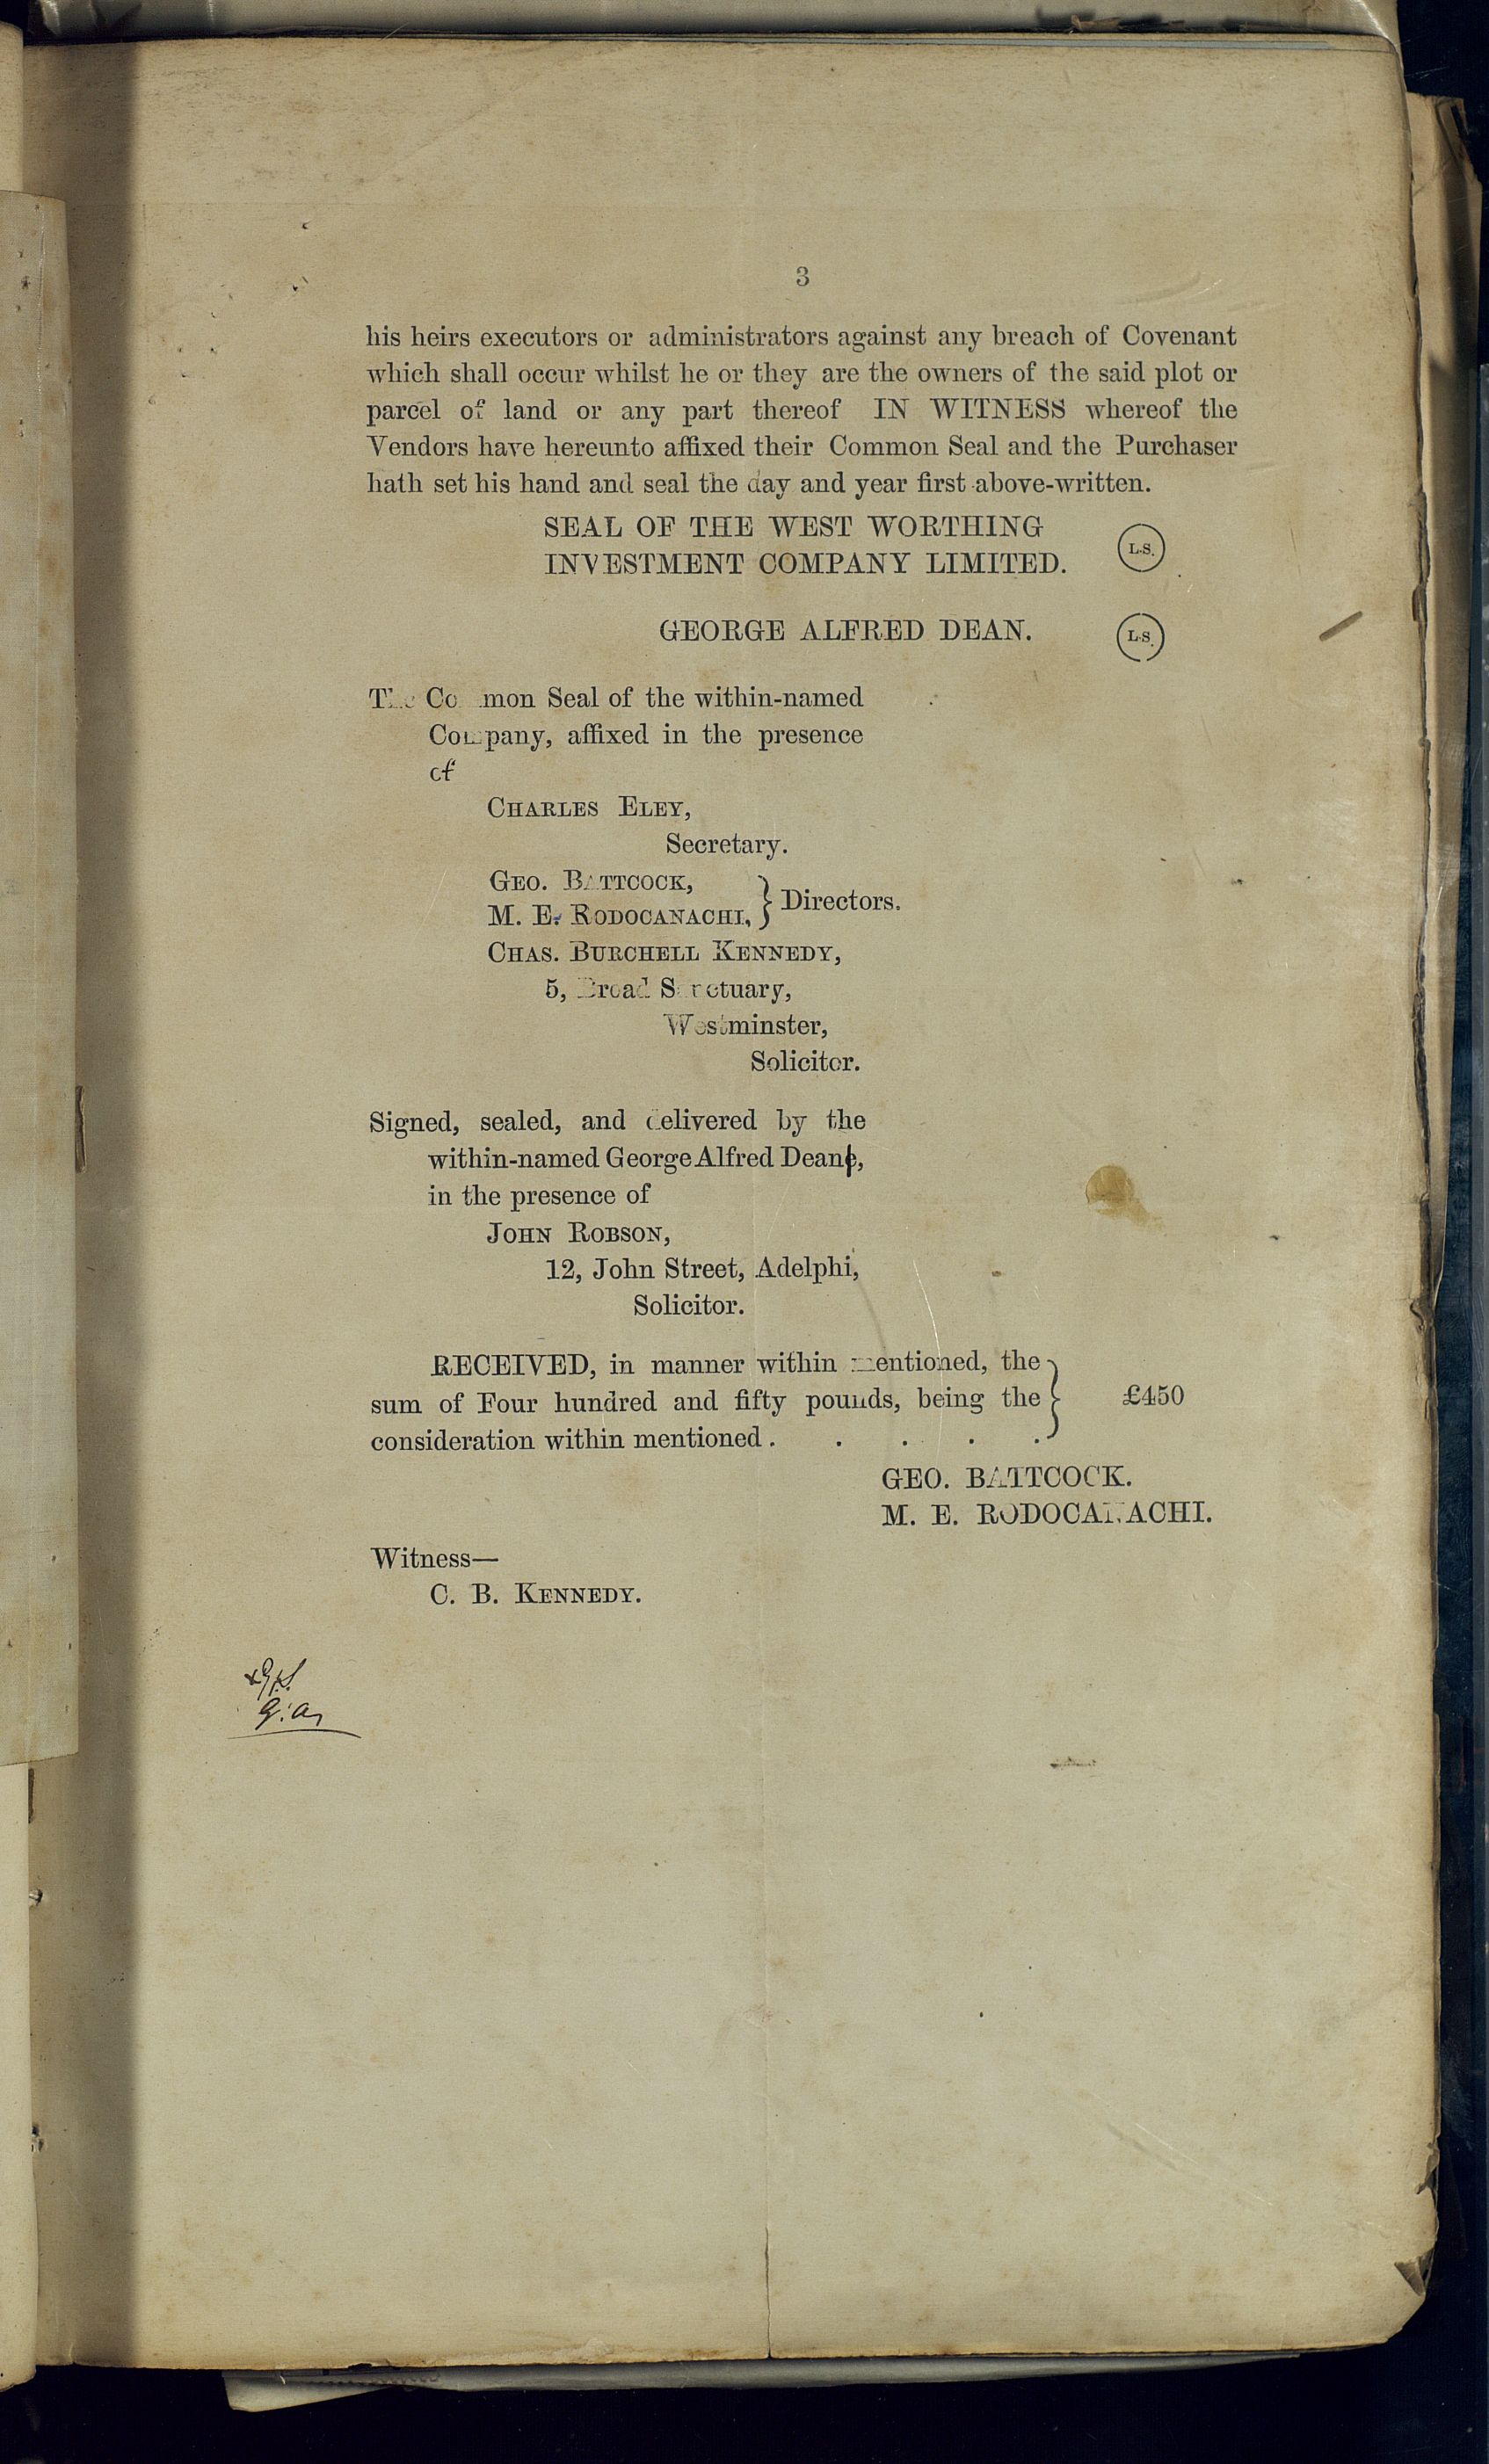 3
his heirs executors or administrators against any breach of Covenant
which shall occur whilst he or they are the owners of the said plot or
parcel of land or any part thereof IN WITNESS whereof the
Vendors have hereunto affixed their Common Seal and the Purchaser
hath set his hand and seal the day and year first above-written.
SEAL OF THE WEST WORTHING
INVESTMENT COMPANY LIMITED.
L.S.
GEORGE ALFRED DEAN.
L.S.
The Common Seal of the within-named
Company, affixed in the presence
of
CHARLES ELEY,
Secretary.
GEO. BATTCOCK,
M. E. RODOCANACHI,
} Directors.
CHAS. BURCHELL KENNEDY,
5, Broad Sanctuary,
Westminster,
Solicitor.
Signed, sealed, and delivered by the
within-named George Alfred Dean,
in the presence of
JOHN ROBSON,
12, John Street, Adelphi,
Solicitor.
RECEIVED, in manner within mentioned, the
sum of Four hundred and fifty pounds, being the
consideration within mentioned . . . . .
} £450
GEO. BATTCOCK.
M. E. RODOCANACHI.
Witness—
C. B. KENNEDY.